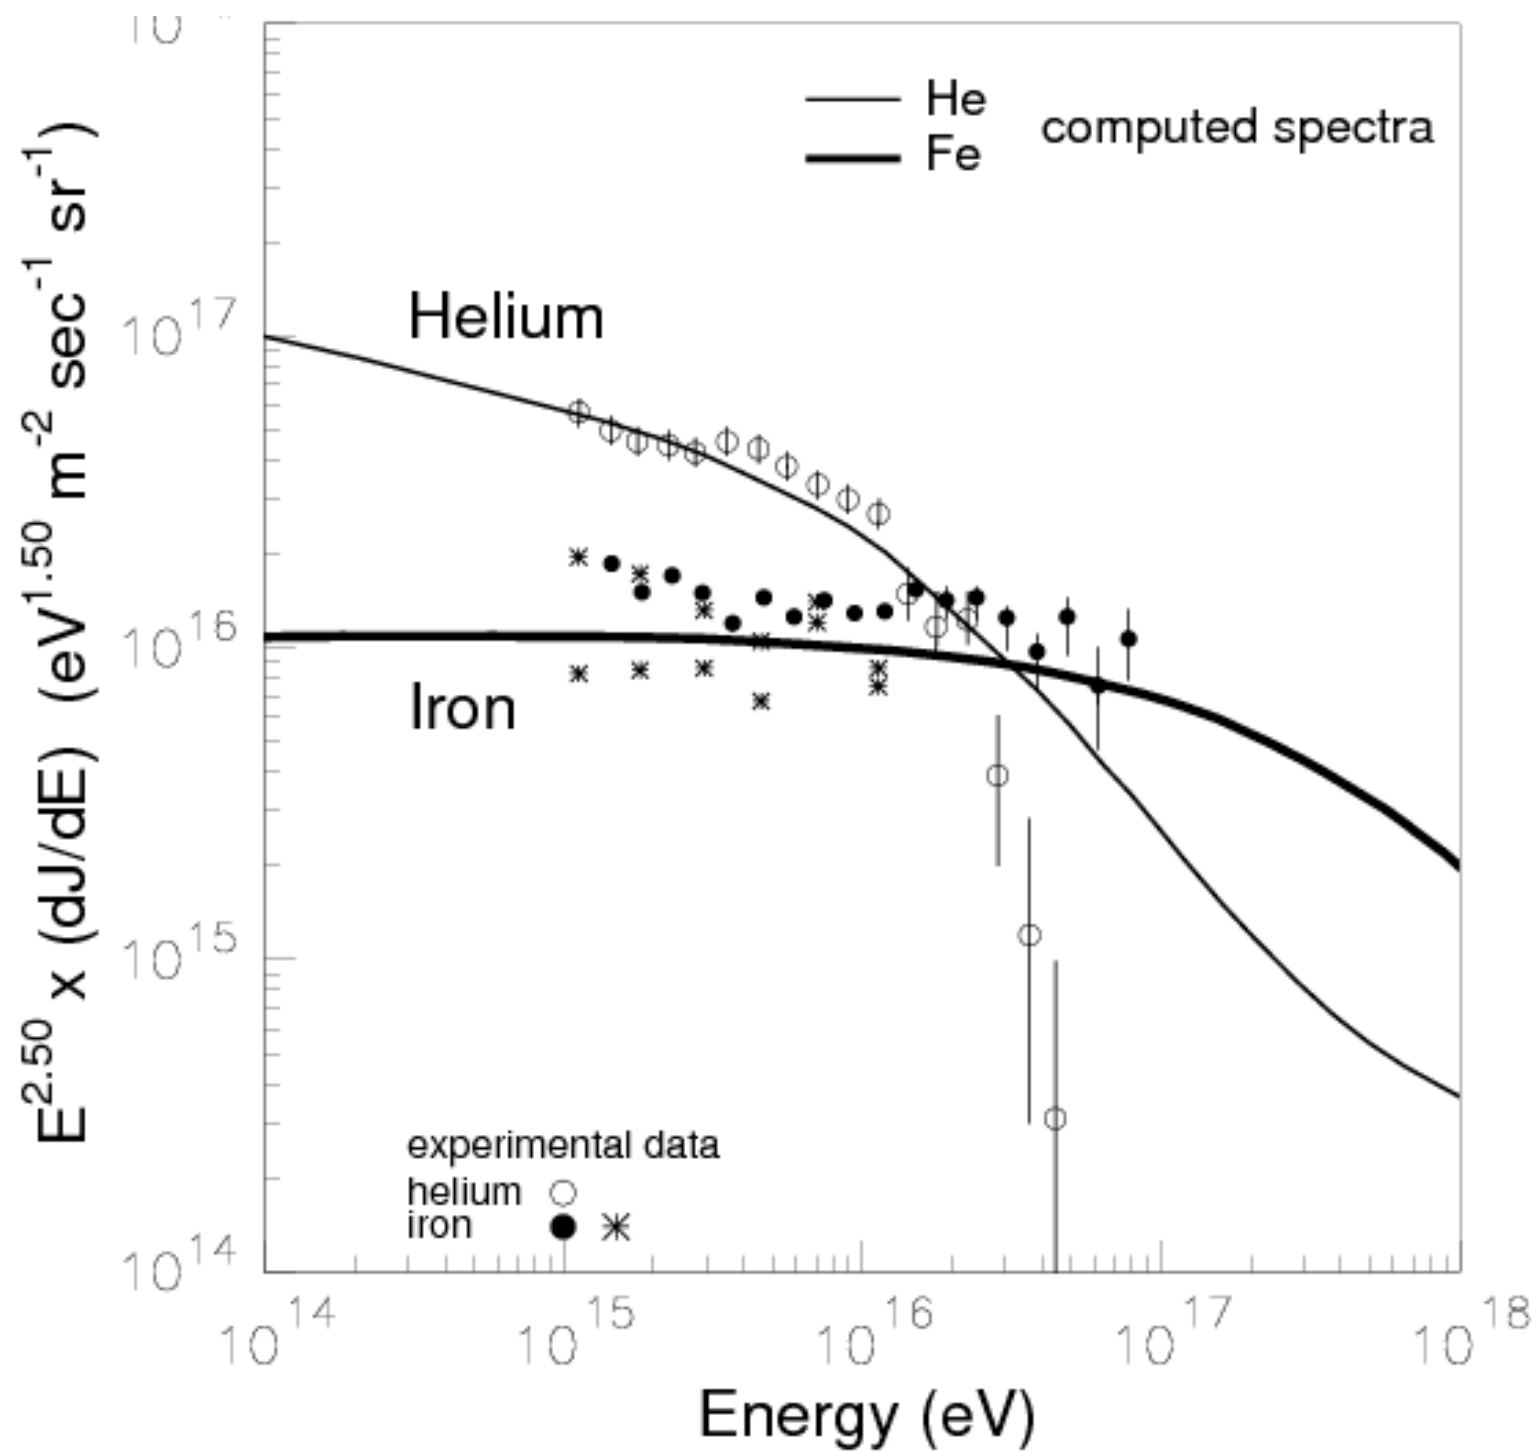 He
Fe
computed spectra
Helium
Iron
experimental data
helium
iron
10^17
10^16
10^15
10^14
10^14 10^15 10^16 10^17 10^18
Energy (eV)
E^2.50 x (dJ/dE) (eV^1.50 m^-2 sec^-1 sr^-1)